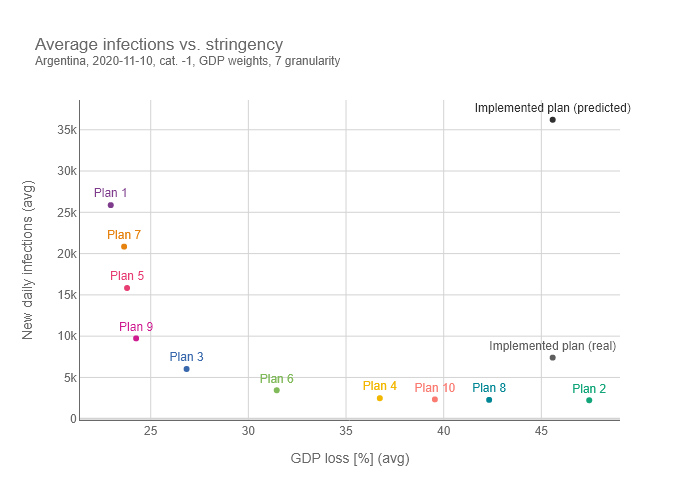 Average infections vs. stringency
Argentina, 2020-11-10, cat. -1, GDP weights, 7 granularity
Implemented plan (predicted)
35k
30k
Plan 1
25k
Plan 7
20k
Plan 5
15k
Plan 9
10k
Implemented plan (real)
Plan 3
5k
Plan 6
Plan 4
Plan 10
Plan 8
Plan 2
0
New daily infections (avg)
25 30 35 40 45
GDP loss [%] (avg)